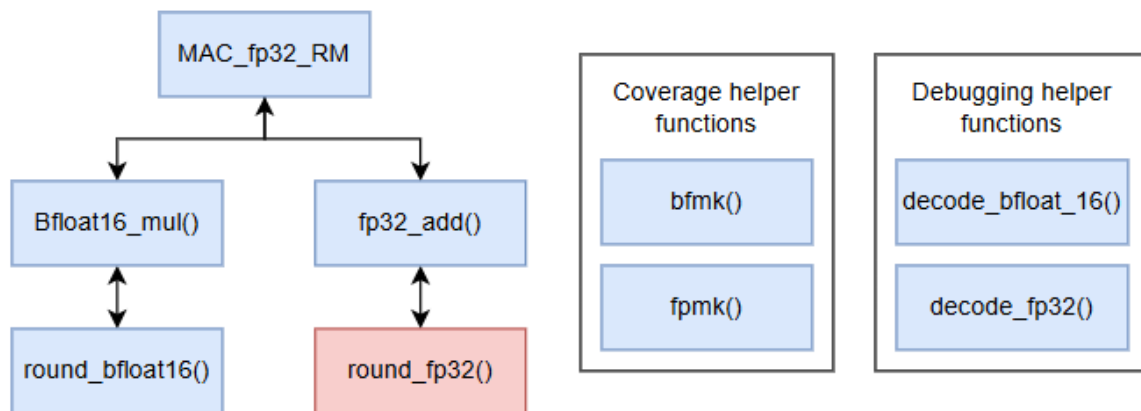 MAC_fp32_RM
Bfloat16_mul()
fp32_add()
round_bfloat16()
round_fp32()
Coverage helper
functions
bfmk()
fpmk()
Debugging helper
functions
decode_bfloat_16()
decode_fp32()